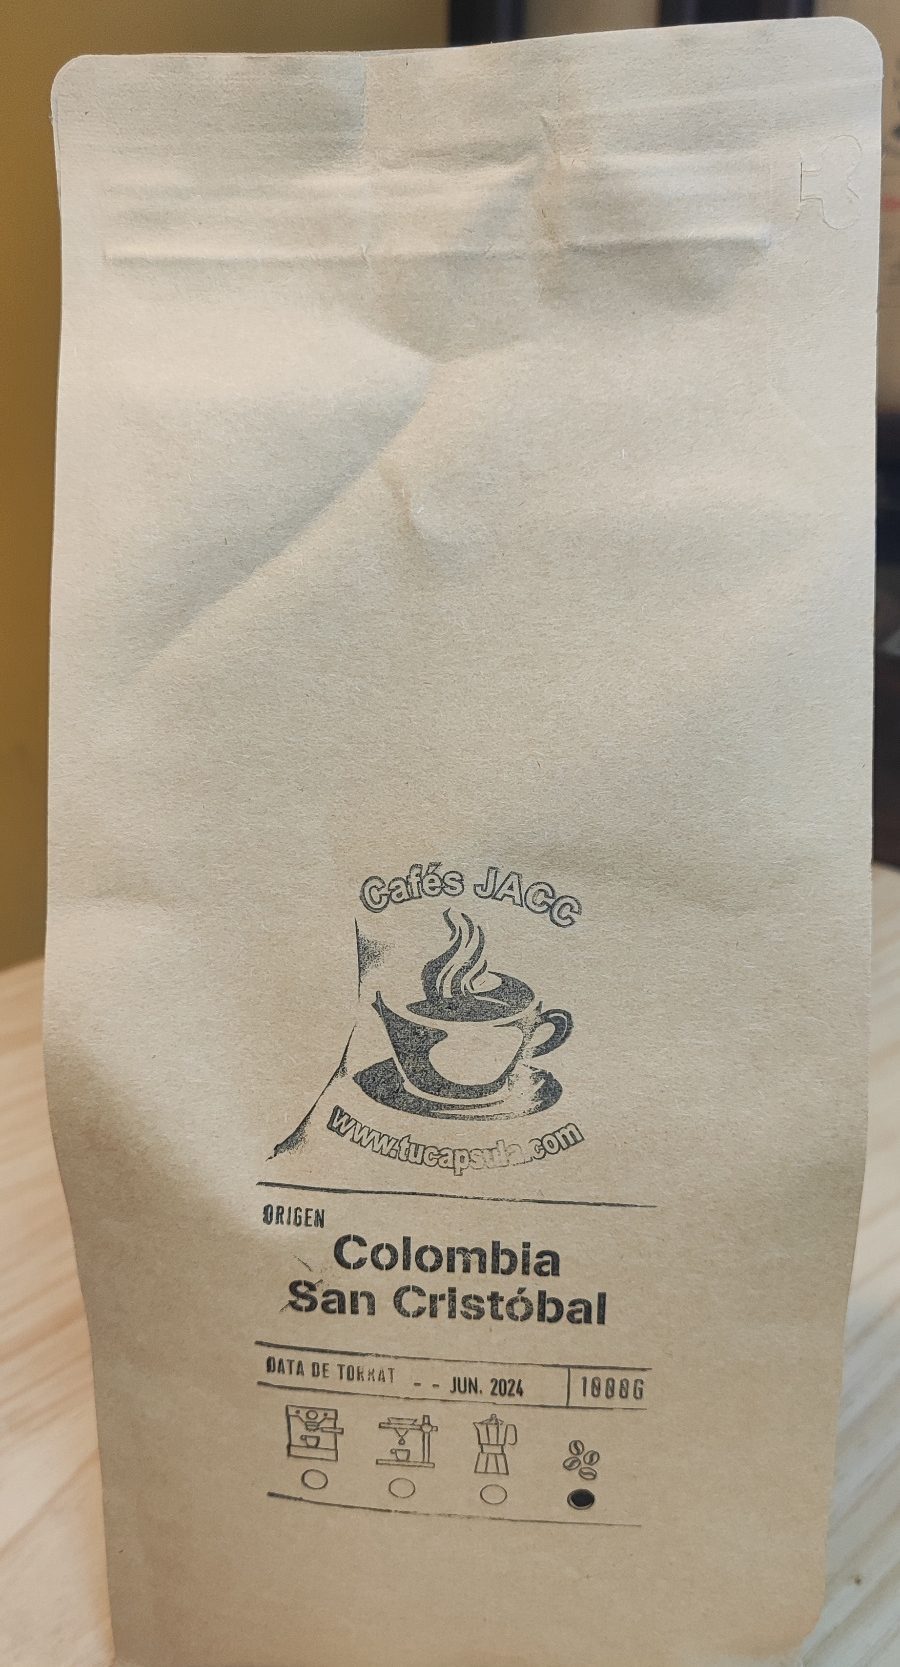 Cafés JACC
www.tucapsula.com
ORIGEN
Colombia
San Cristóbal
DATA DE TORRAT -- JUN. 2024 1000G